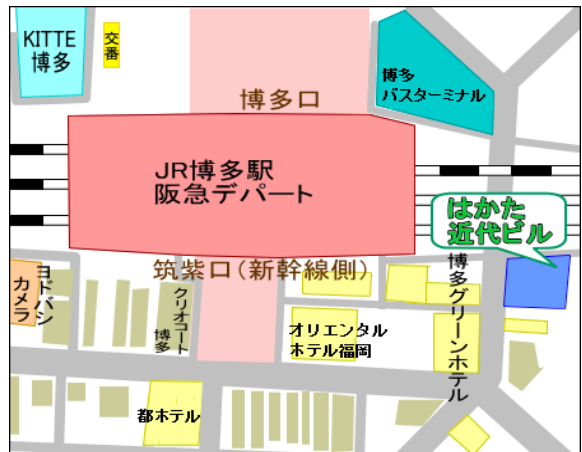 KITTE
博多
交番
博多
バスターミナル
博多口
JR博多駅
阪急デパート
はかた
近代ビル
筑紫口(新幹線側)
ヨドバシ
カメラ
クリオコート
博多
オリエンタル
ホテル福岡
博多グリーンホテル
都ホテル